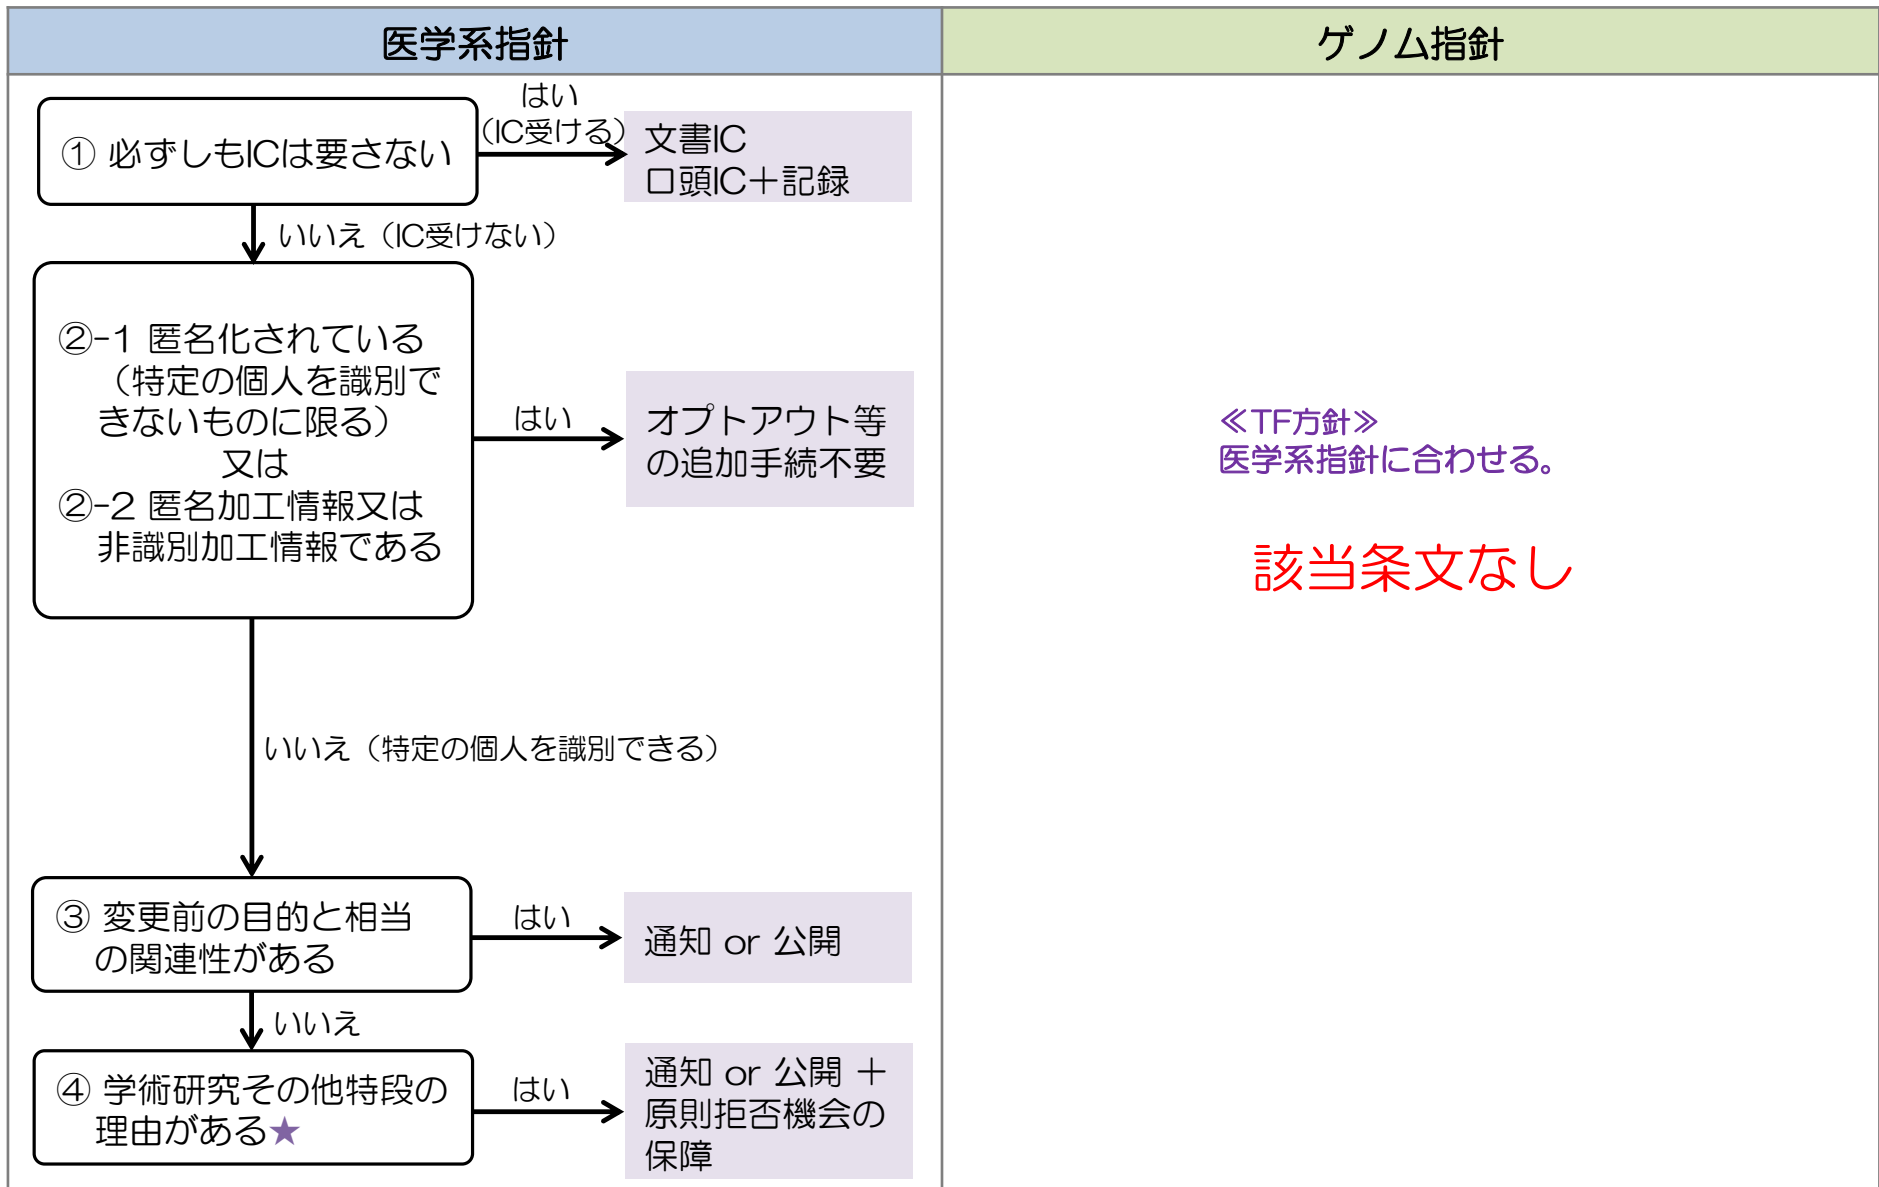 医学系指針
ゲノム指針
① 必ずしもICは要さない
はい
（IC受ける）
文書IC
口頭IC＋記録
いいえ（IC受けない）
②-1 匿名化されている
（特定の個人を識別で
きないものに限る）
又は
②-2 匿名加工情報又は
非識別加工情報である
はい
オプトアウト等
の追加手続不要
いいえ（特定の個人を識別できる）
③ 変更前の目的と相当
の関連性がある
はい
通知 or 公開
いいえ
④ 学術研究その他特段の
理由がある★
はい
通知 or 公開 ＋
原則拒否機会の
保障
≪TF方針≫
医学系指針に合わせる。
該当条文なし